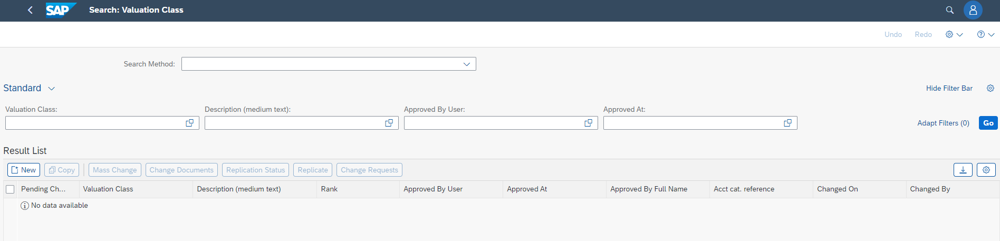 SAP Search: Valuation Class
Undo Redo
Search Method:
Standard Hide Filter Bar
Valuation Class: Description (medium text): Approved By User: Approved At:
Adapt Filters (0) Go
Result List
New Copy Mass Change Change Documents Replication Status Replicate Change Requests
Pending Ch... Valuation Class Description (medium text) Rank Approved By User Approved At Approved By Full Name Acct cat. reference Changed On Changed By
No data available